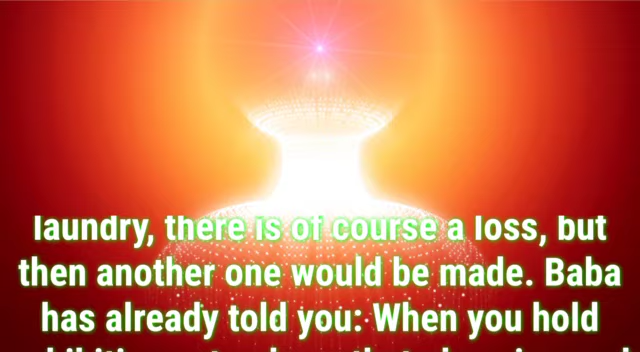 laundry, there is of course a loss, but
then another one would be made. Baba
has already told you: When you hold